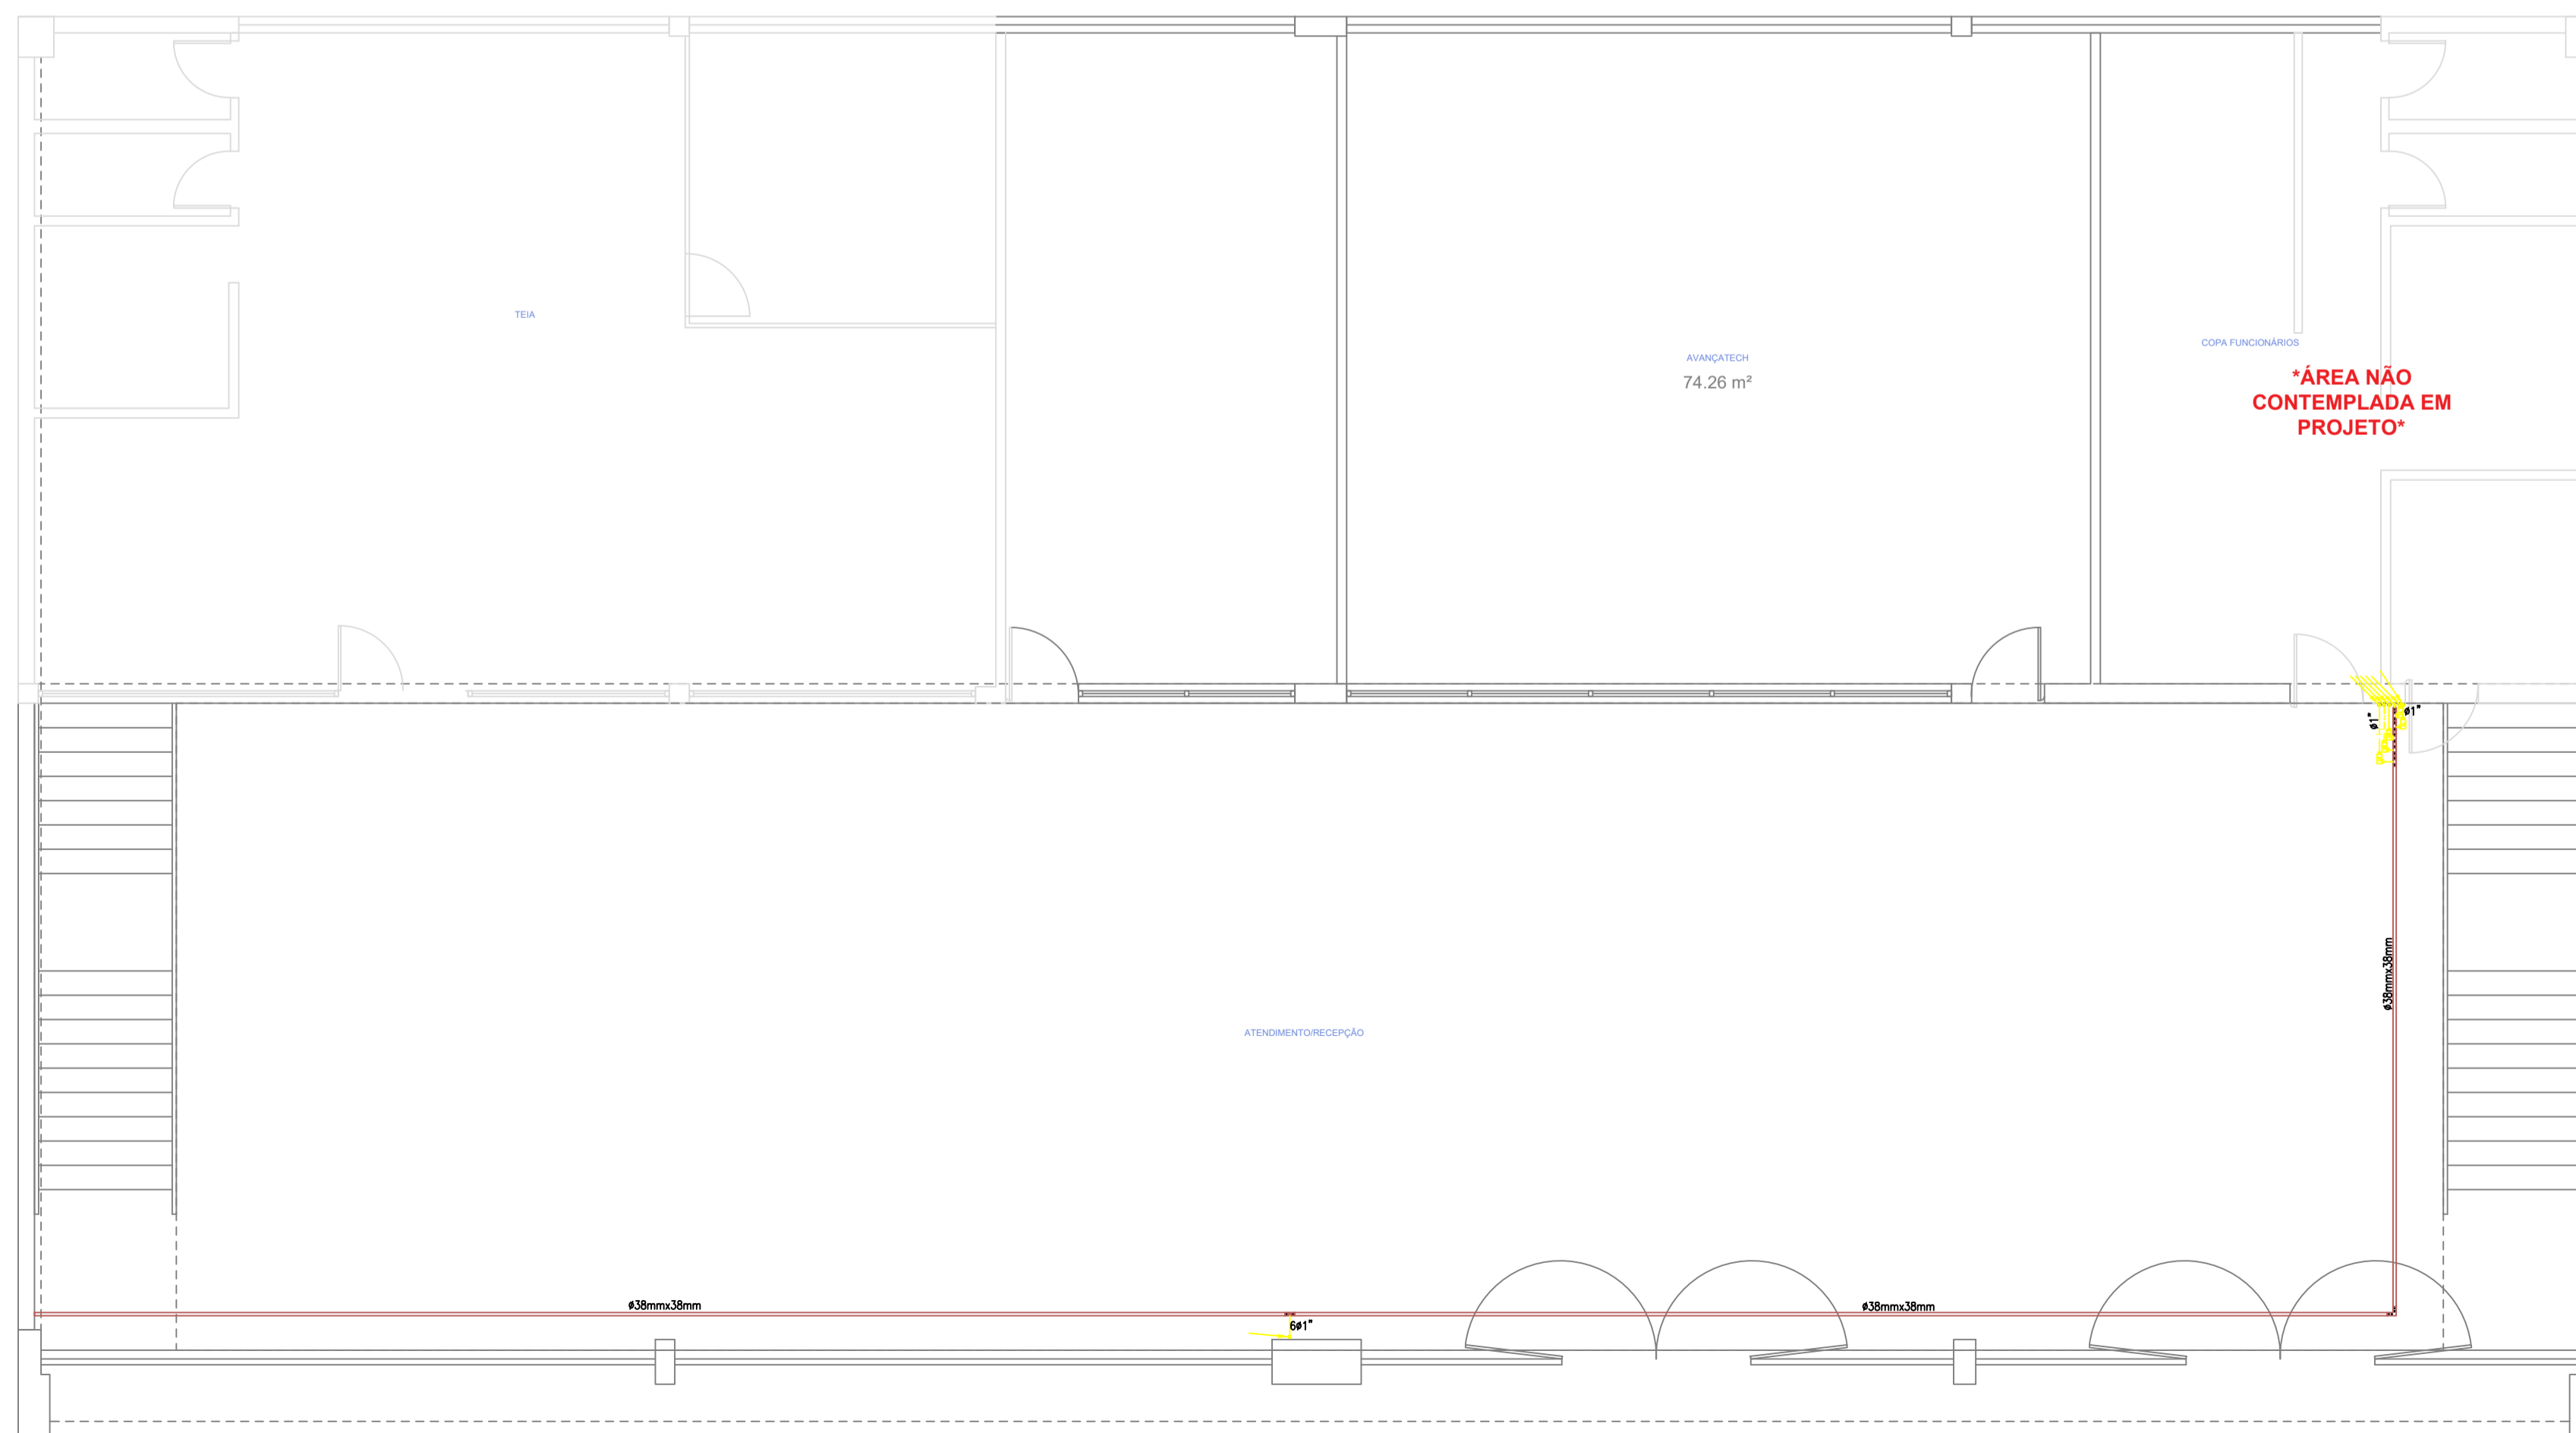 TEIA
AVANÇATECH
74.26 m²
COPA FUNCIONÁRIOS
*ÁREA NÃO
CONTEMPLADA EM
PROJETO*
ø1"
ø1"
ø38mmx38mm
ATENDIMENTO/RECEPÇÃO
ø38mmx38mm
6ø1"
ø38mmx38mm